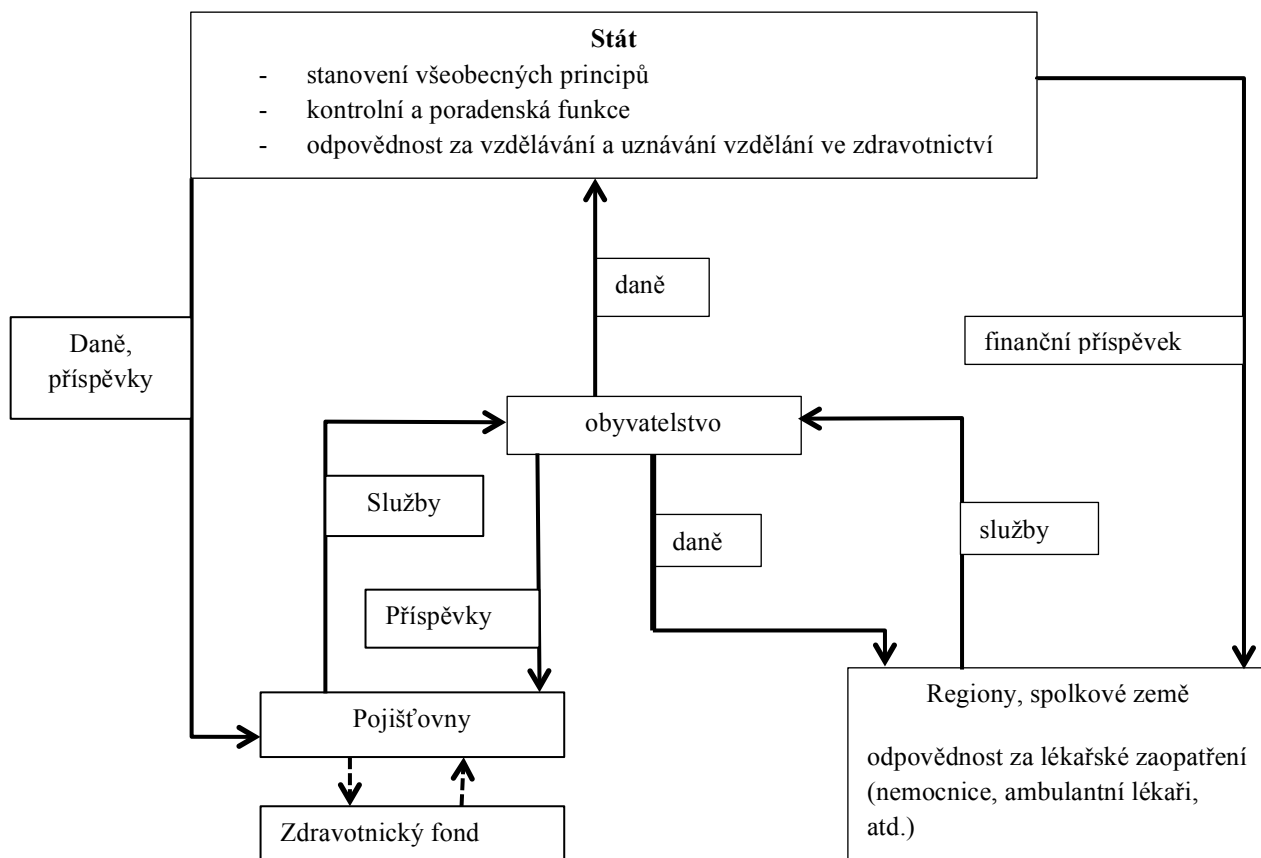 Stát
- stanovení všeobecných principů
- kontrolní a poradenská funkce
- odpovědnost za vzdělávání a uznávání vzdělání ve zdravotnictví
daně
Daně,
příspěvky
finanční příspěvek
obyvatelstvo
Služby
daně
služby
Příspěvky
Pojišťovny
Regiony, spolkové země
odpovědnost za lékařské zaopatření
(nemocnice, ambulantní lékaři,
atd.)
Zdravotnický fond